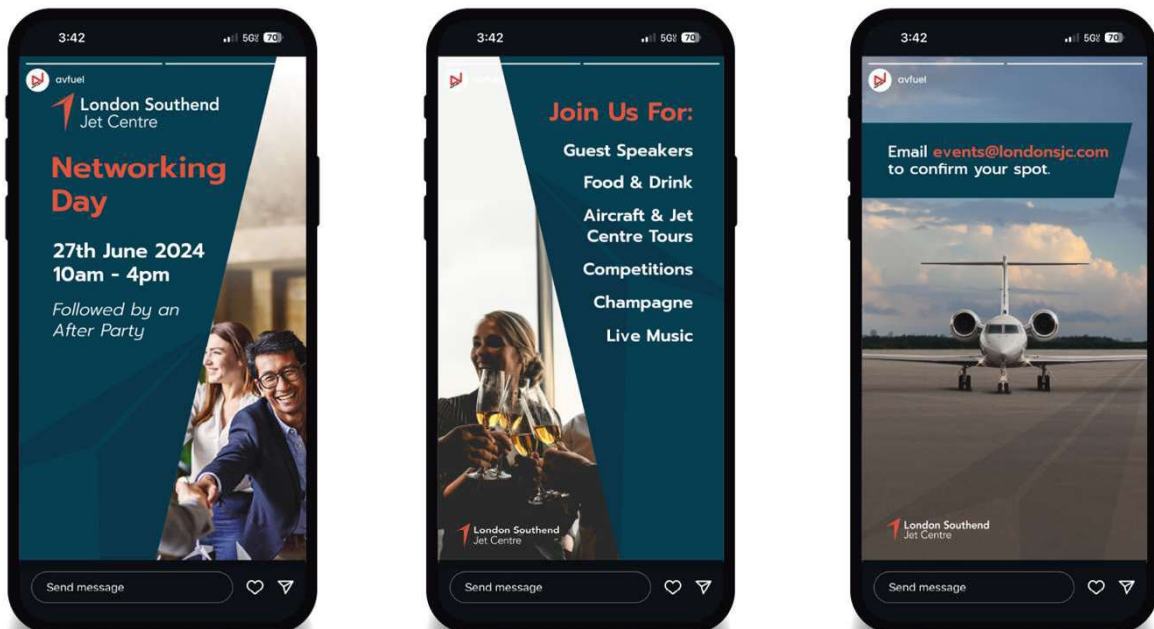 3:42
5G 70
avfuel
London Southend
Jet Centre
Networking
Day
27th June 2024
10am - 4pm
Followed by an
After Party
Send message
3:42
5G 70
avfuel
Join Us For:
Guest Speakers
Food & Drink
Aircraft & Jet
Centre Tours
Competitions
Champagne
Live Music
London Southend
Jet Centre
Send message
3:42
5G 70
avfuel
Email events@londonsjc.com
to confirm your spot.
London Southend
Jet Centre
Send message